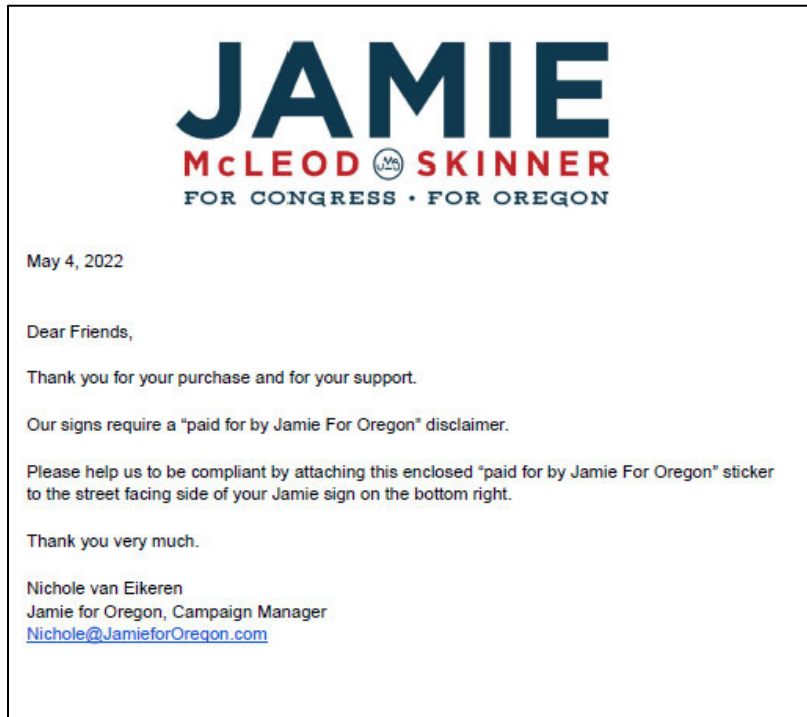 JAMIE
McLEOD JMS SKINNER
FOR CONGRESS • FOR OREGON
May 4, 2022
Dear Friends,
Thank you for your purchase and for your support.
Our signs require a “paid for by Jamie For Oregon” disclaimer.
Please help us to be compliant by attaching this enclosed “paid for by Jamie For Oregon” sticker
to the street facing side of your Jamie sign on the bottom right.
Thank you very much.
Nichole van Eikeren
Jamie for Oregon, Campaign Manager
Nichole@JamieforOregon.com